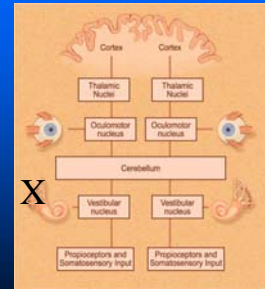 Cortex Cortex
Thalamic Nuclei Thalamic Nuclei
Oculomotor nucleus Oculomotor nucleus
Cerebellum
X
Vestibular nucleus Vestibular nucleus
Propioceptors and Somatosensory Input Propioceptors and Somatosensory Input